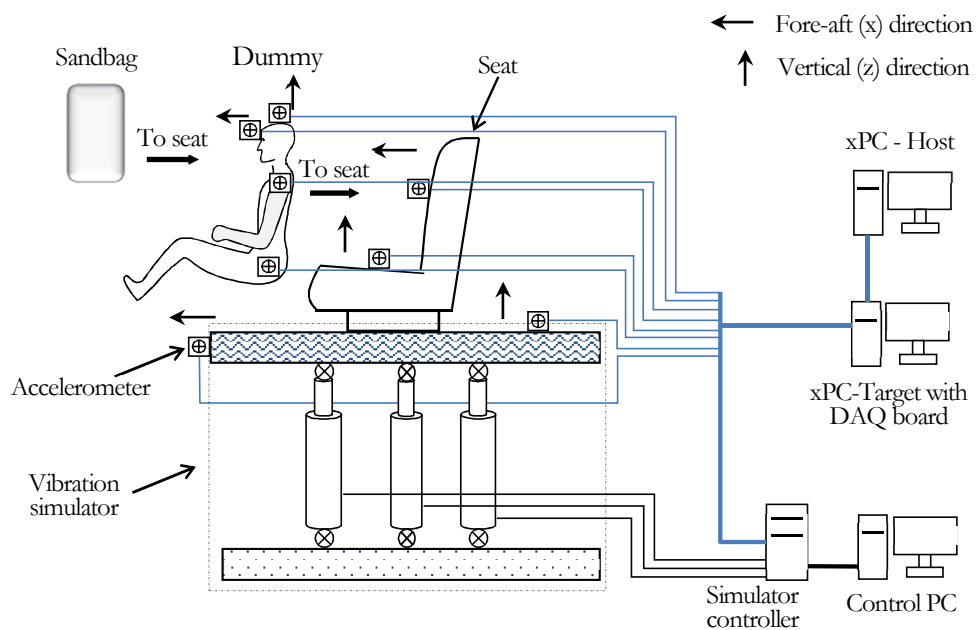 Fore-aft (x) direction
Vertical (z) direction
Sandbag
Dummy
Seat
To seat
To seat
xPC - Host
Accelerometer
xPC-Target with
DAQ board
Vibration
simulator
Simulator
controller
Control PC